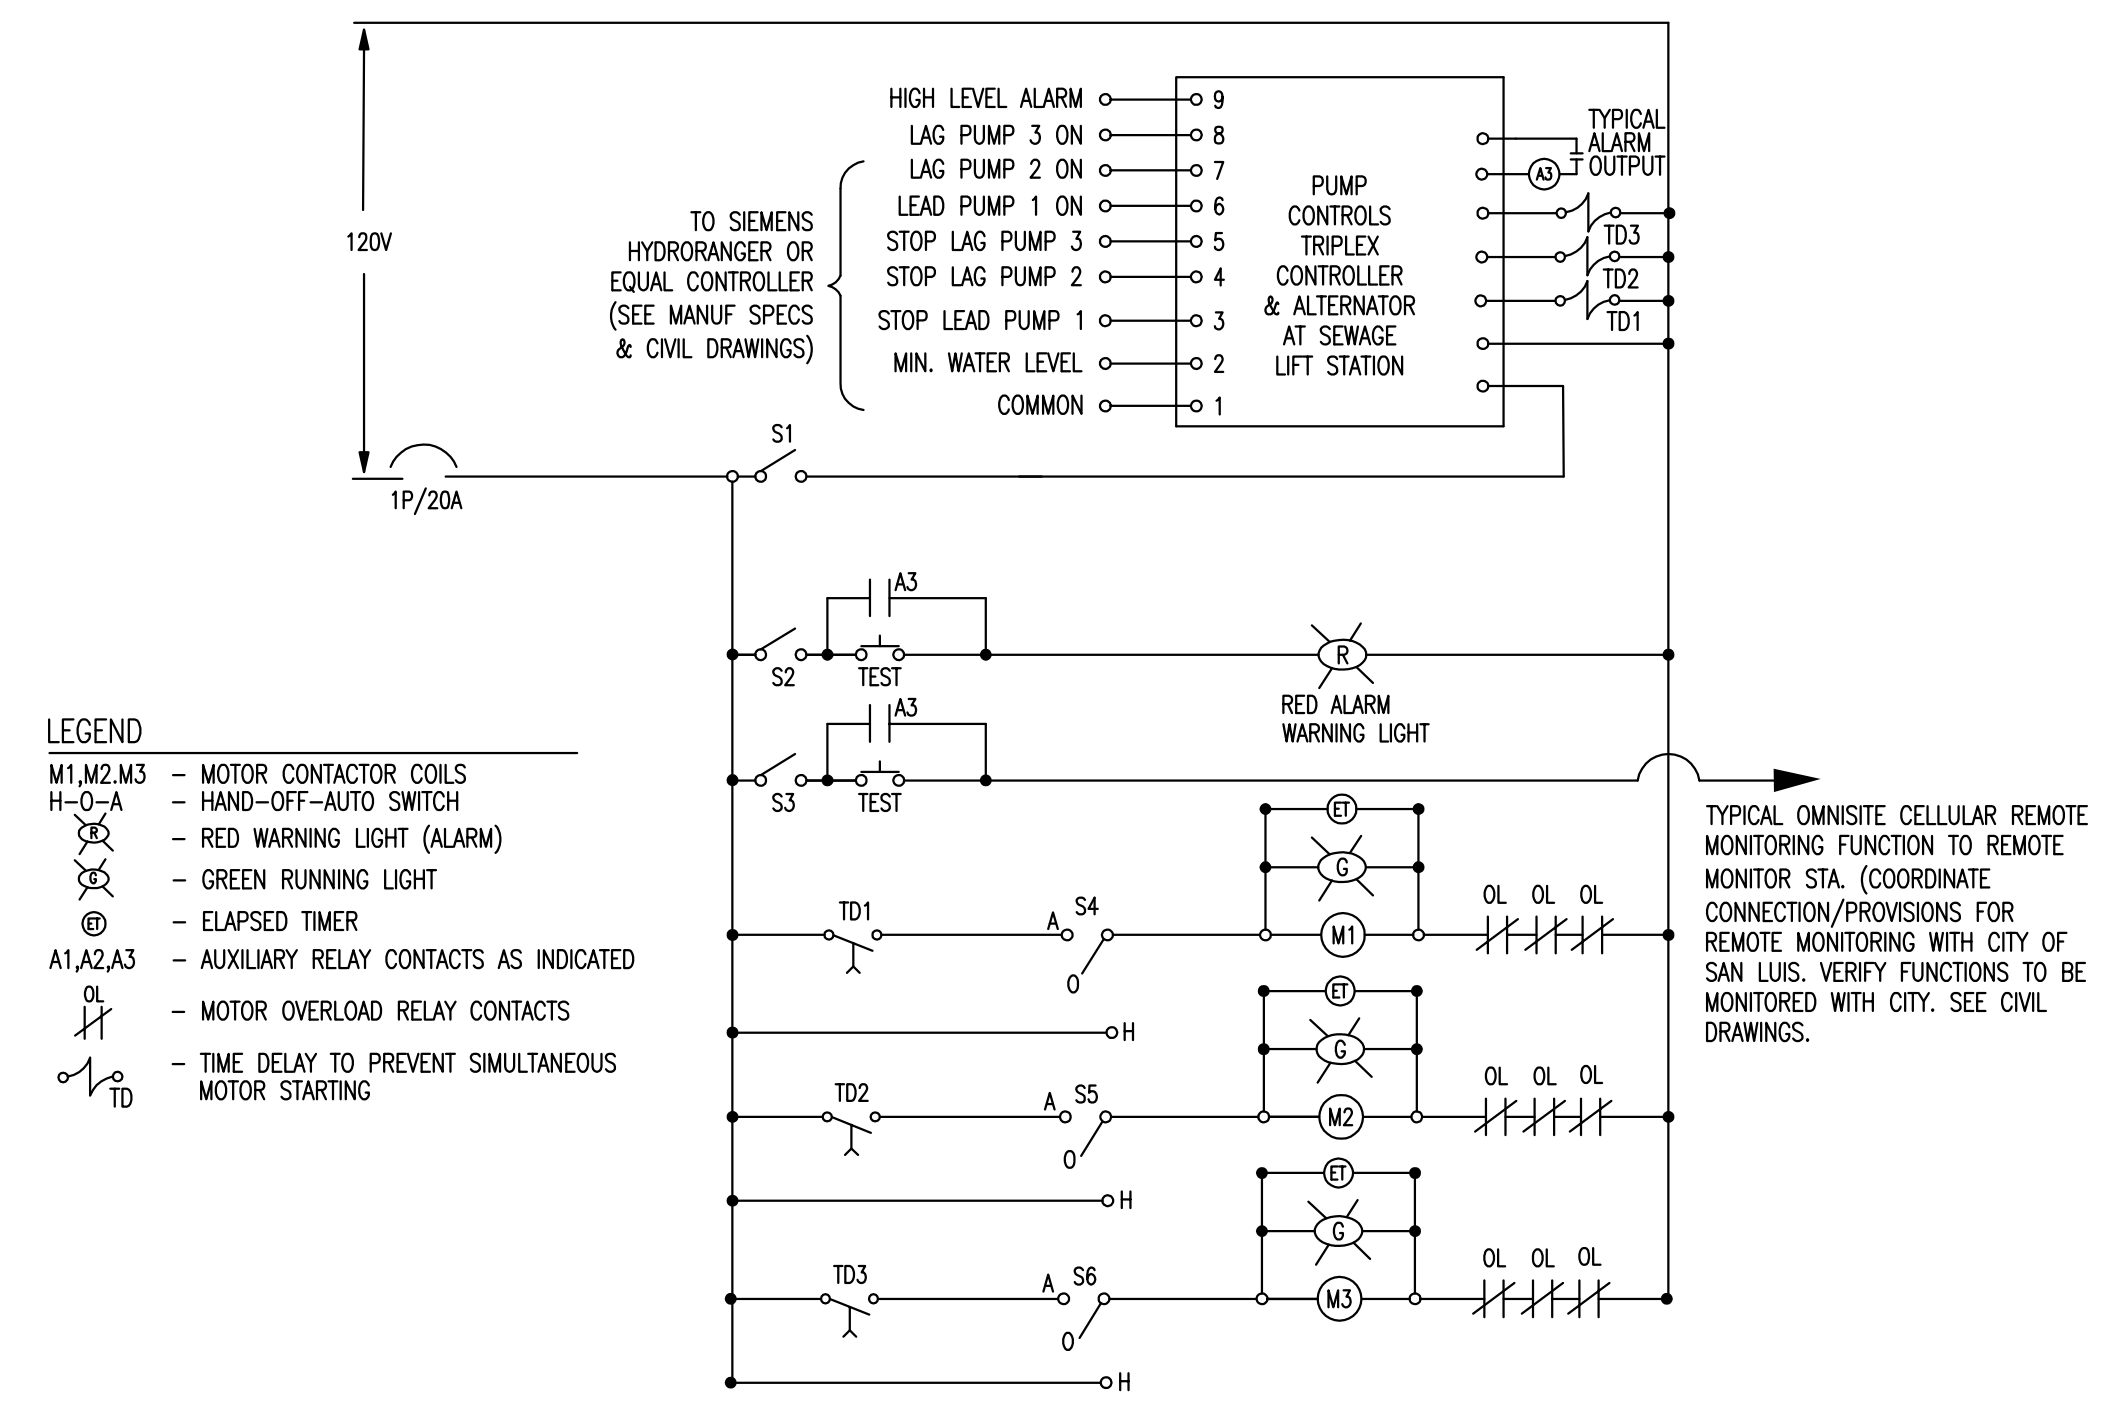 HIGH LEVEL ALARM 9
LAG PUMP 3 ON 8
LAG PUMP 2 ON 7
LEAD PUMP 1 ON 6
STOP LAG PUMP 3 5
STOP LAG PUMP 2 4
STOP LEAD PUMP 1 3
MIN. WATER LEVEL 2
COMMON 1
TO SIEMENS
HYDRORANGER OR
EQUAL CONTROLLER
(SEE MANUF SPECS
& CIVIL DRAWINGS)
PUMP
CONTROLS
TRIPLEX
CONTROLLER
& ALTERNATOR
AT SEWAGE
LIFT STATION
TYPICAL
ALARM
OUTPUT
A3
TD3
TD2
TD1
120V
1P/20A
S1
A3
S2 TEST
R
RED ALARM
WARNING LIGHT
A3
S3 TEST
TYPICAL OMNISITE CELLULAR REMOTE
MONITORING FUNCTION TO REMOTE
MONITOR STA. (COORDINATE
CONNECTION/PROVISIONS FOR
REMOTE MONITORING WITH CITY OF
SAN LUIS. VERIFY FUNCTIONS TO BE
MONITORED WITH CITY. SEE CIVIL
DRAWINGS.
ET
G
TD1 A S4 M1 OL OL OL
O
H
ET
G
TD2 A S5 M2 OL OL OL
O
H
ET
G
TD3 A S6 M3 OL OL OL
O
H
LEGEND
M1,M2.M3 – MOTOR CONTACTOR COILS
H-O-A – HAND-OFF-AUTO SWITCH
R – RED WARNING LIGHT (ALARM)
G – GREEN RUNNING LIGHT
ET – ELAPSED TIMER
A1,A2,A3 – AUXILIARY RELAY CONTACTS AS INDICATED
OL – MOTOR OVERLOAD RELAY CONTACTS
TD – TIME DELAY TO PREVENT SIMULTANEOUS
MOTOR STARTING